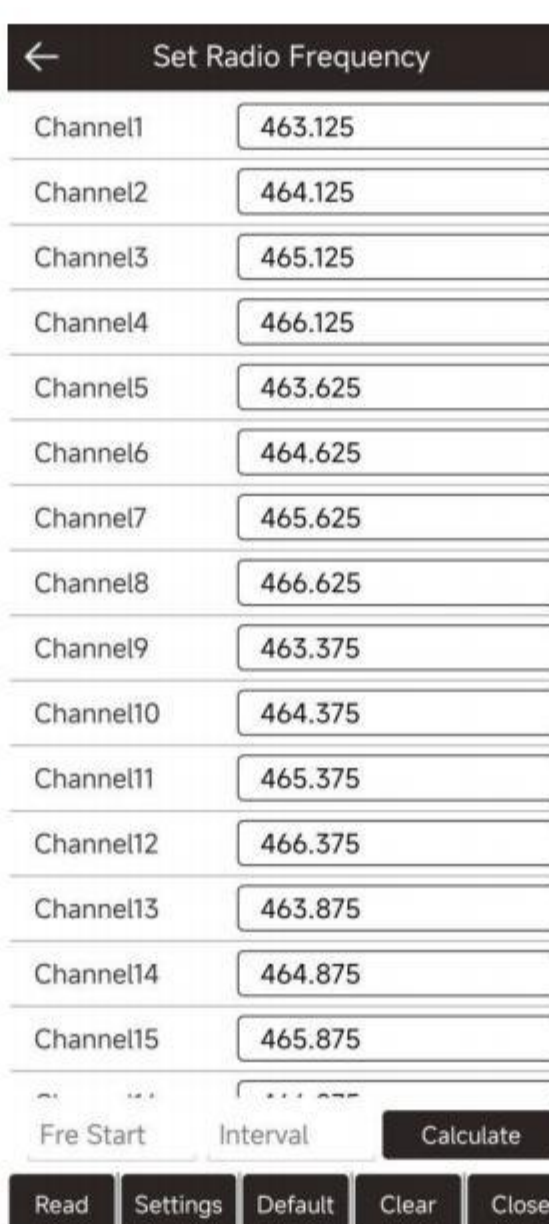 Set Radio Frequency
Channel1 463.125
Channel2 464.125
Channel3 465.125
Channel4 466.125
Channel5 463.625
Channel6 464.625
Channel7 465.625
Channel8 466.625
Channel9 463.375
Channel10 464.375
Channel11 465.375
Channel12 466.375
Channel13 463.875
Channel14 464.875
Channel15 465.875
Fre Start Interval Calculate
Read Settings Default Clear Close